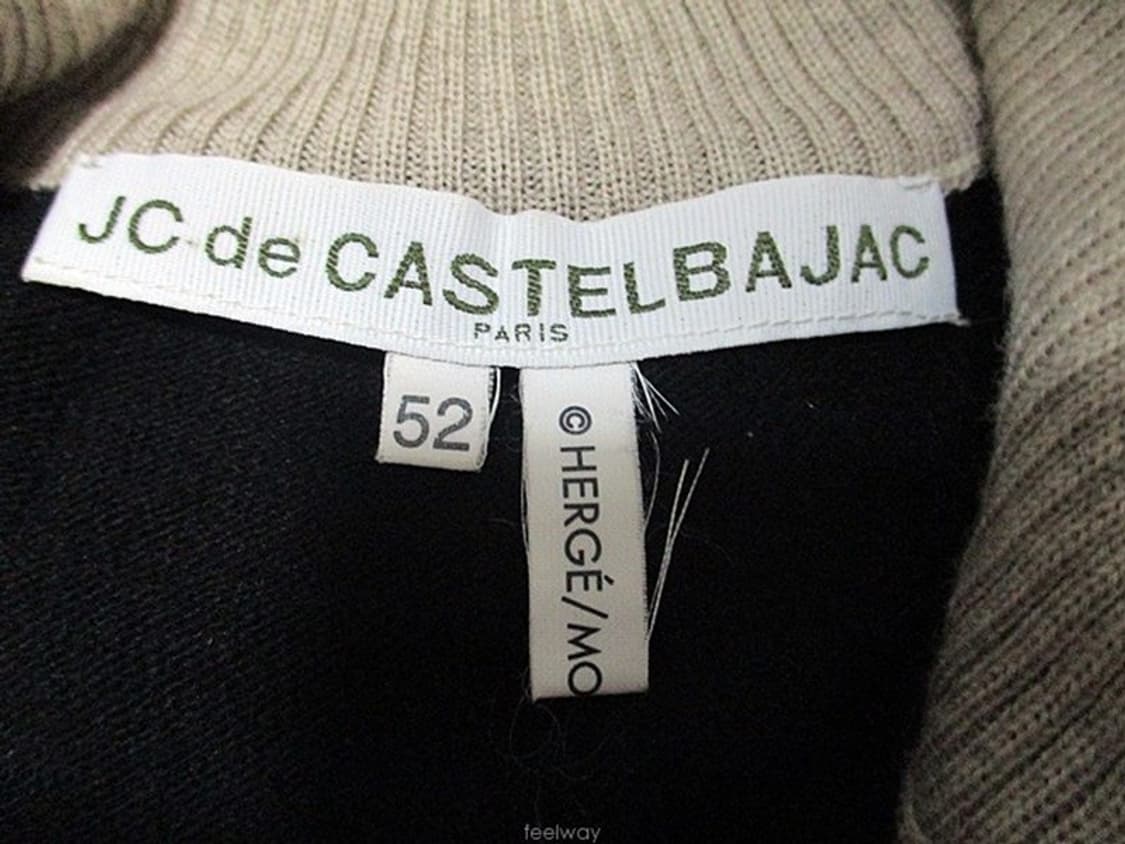 JC de CASTELBAJAC
PARIS
52
© HERGÉ/MO
feelway